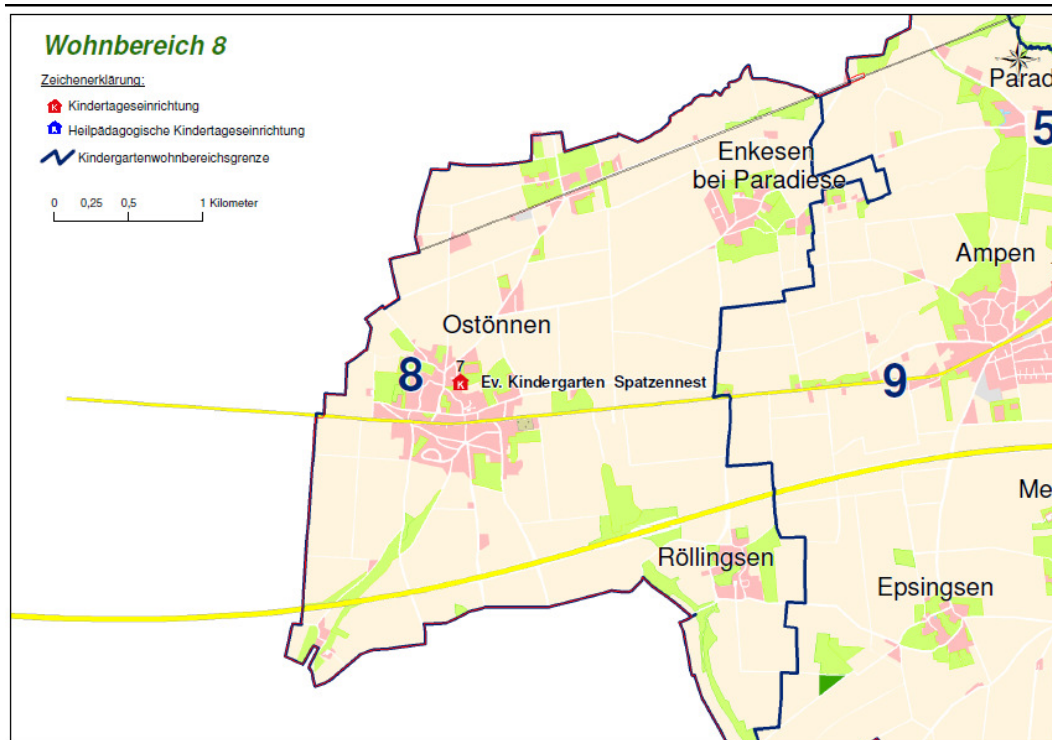 Wohnbereich 8
Zeichenerklärung:
K Kindertageseinrichtung
Heilpädagogische Kindertageseinrichtung
Kindergartenwohnbereichsgrenze
0 0,25 0,5 1 Kilometer
Parad
5
Enkesen
bei Paradiese
Ampen
Ostönnen
8
7
K
Ev. Kindergarten Spatzennest
9
Me
Röllingsen
Epsingsen